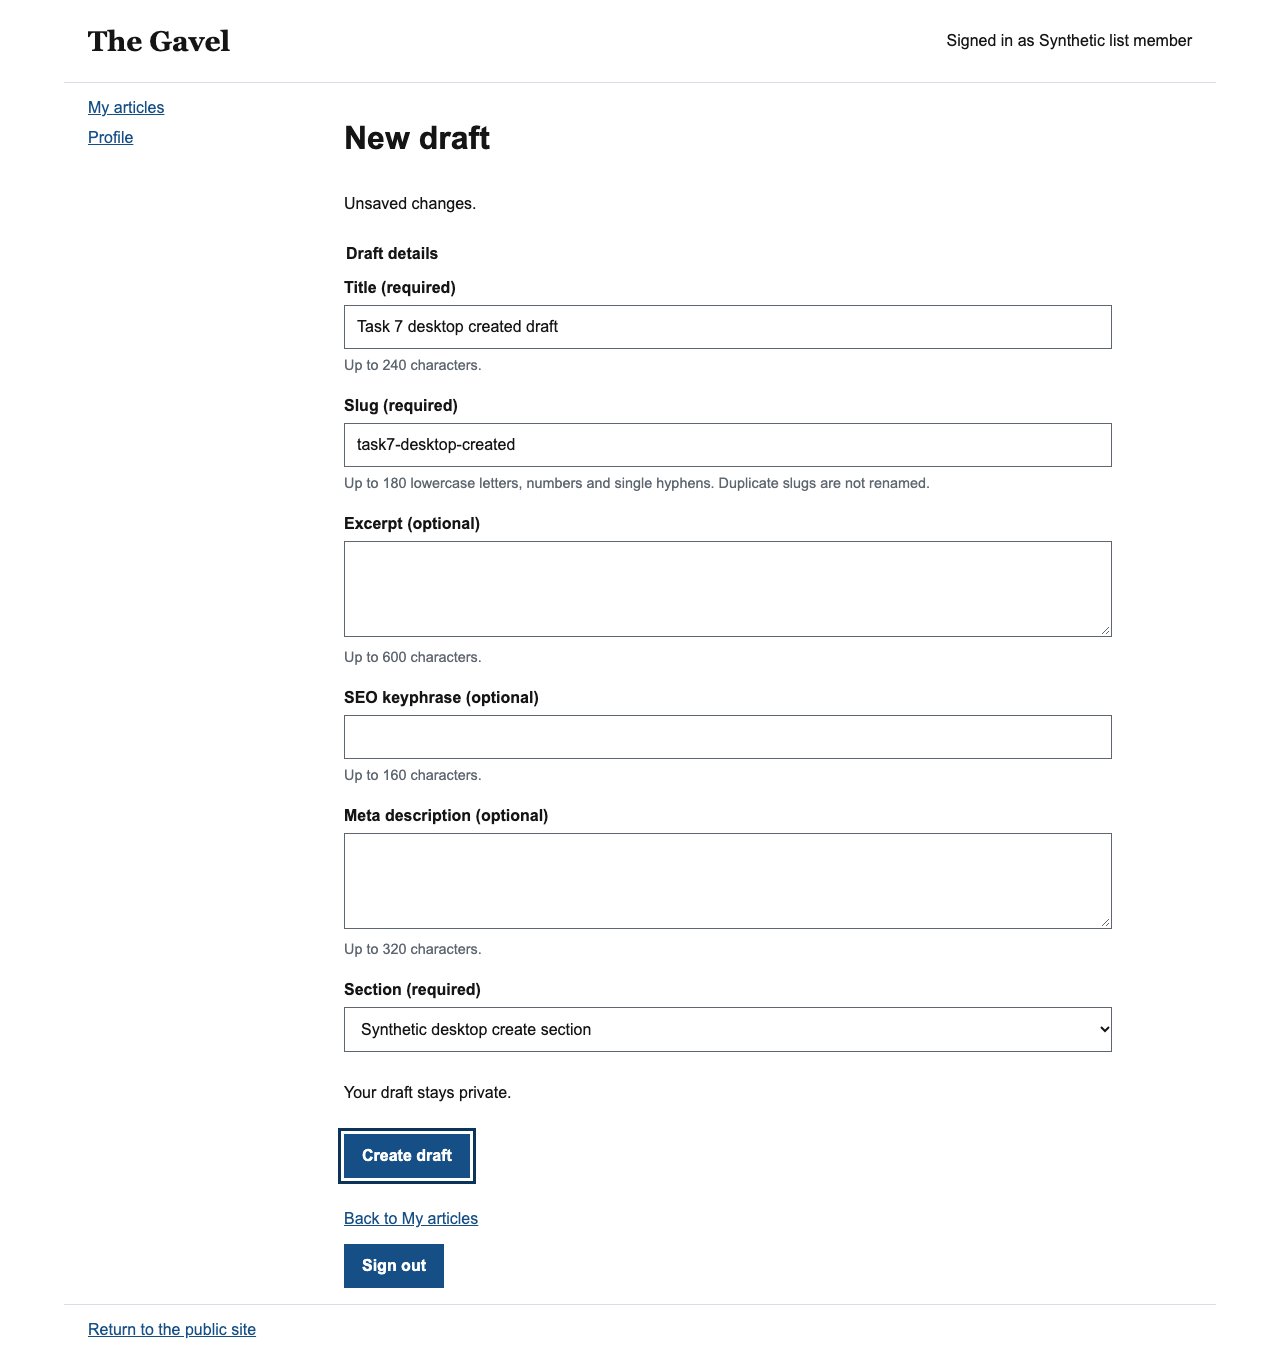 The Gavel
Signed in as Synthetic list member
My articles
Profile
New draft
Unsaved changes.
Draft details
Title (required)
Task 7 desktop created draft
Up to 240 characters.
Slug (required)
task7-desktop-created
Up to 180 lowercase letters, numbers and single hyphens. Duplicate slugs are not renamed.
Excerpt (optional)
Up to 600 characters.
SEO keyphrase (optional)
Up to 160 characters.
Meta description (optional)
Up to 320 characters.
Section (required)
Synthetic desktop create section
Your draft stays private.
Create draft
Back to My articles
Sign out
Return to the public site